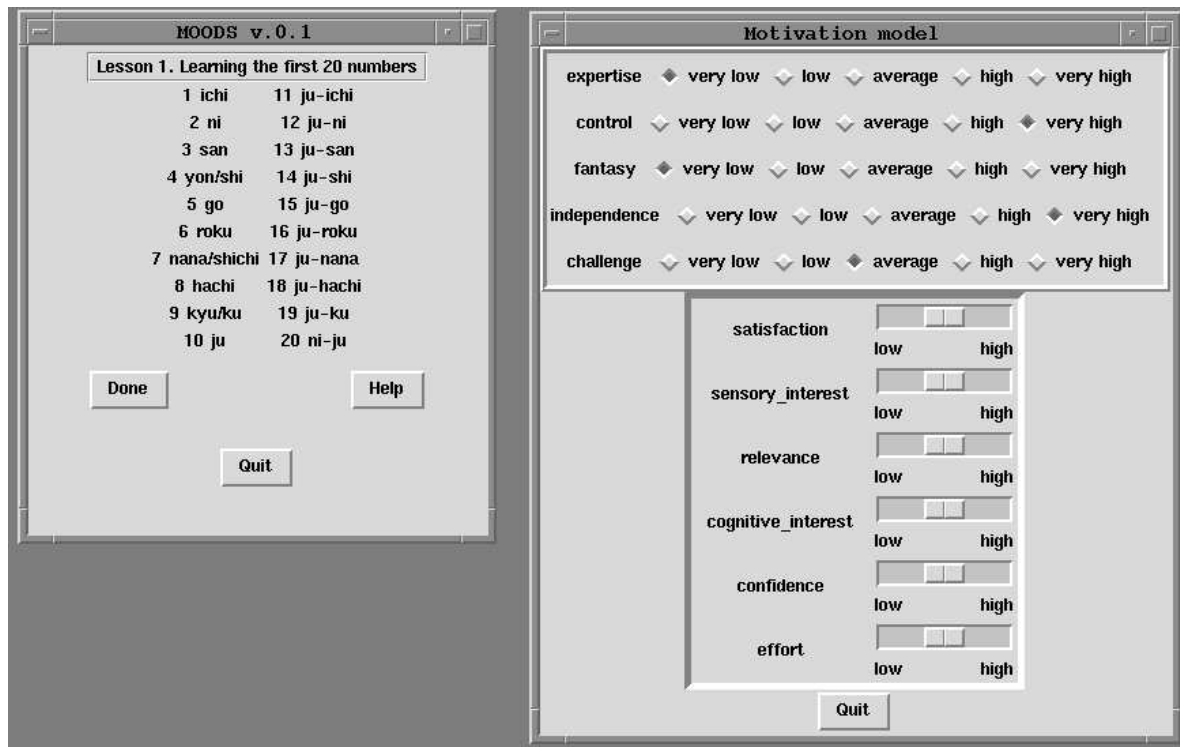 MOODS v.0.1
Lesson 1. Learning the first 20 numbers
1 ichi 11 ju-ichi
2 ni 12 ju-ni
3 san 13 ju-san
4 yon/shi 14 ju-shi
5 go 15 ju-go
6 roku 16 ju-roku
7 nana/shichi 17 ju-nana
8 hachi 18 ju-hachi
9 kyu/ku 19 ju-ku
10 ju 20 ni-ju
Done Help
Quit
Motivation model
expertise very low low average high very high
control very low low average high very high
fantasy very low low average high very high
independence very low low average high very high
challenge very low low average high very high
satisfaction
low high
sensory_interest
low high
relevance
low high
cognitive_interest
low high
confidence
low high
effort
low high
Quit